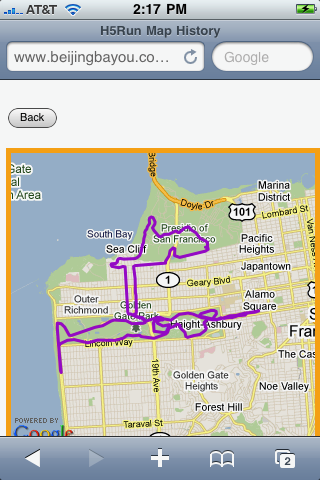 AT&T 2:17 PM
H5Run Map History
www.beijingbayou.co... Google
Back
Bridge
Gate
al
n Area
Doyle Dr
Marina
District
101
Lombard St
Van Ness
South Bay
Presidio of
San Francisco
Sea Cliff
Pacific
Heights
Japantown
1
Geary Blvd
Outer
Richmond
Golden
Gate Park
Alamo
Square
Haight-Ashbury
S
Fran
Lincoln Way
The Cas
19th Ave
Golden Gate
Heights
Noe Valley
Forest Hill
POWERED BY
Google
Taraval St
2